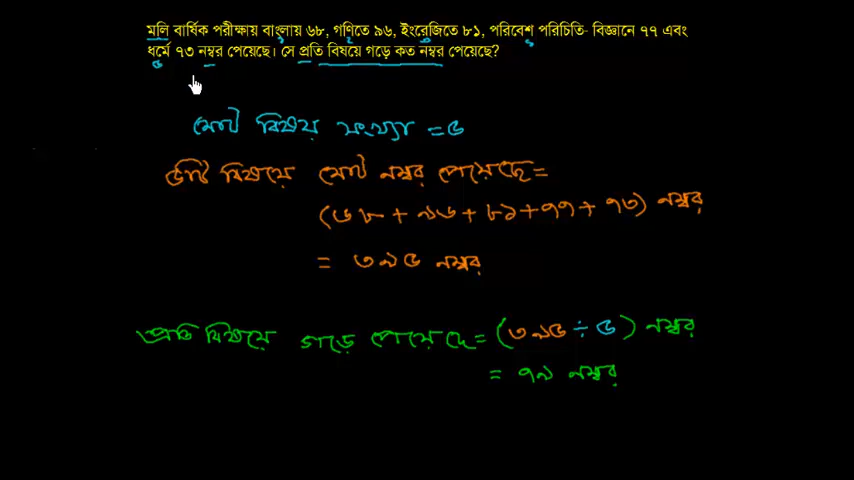 মলি বার্ষিক পরীক্ষায় বাংলায় ৬৮, গণিতে ৯৬, ইংরেজিতে ৮১, পরিবেশ পরিচিতি- বিজ্ঞানে ৭৭ এবং
ধর্মে ৭৩ নম্বর পেয়েছে। সে প্রতি বিষয়ে গড়ে কত নম্বর পেয়েছে?
মোট বিষয় সংখ্যা = ৫
৫টি বিষয়ে মোট নম্বর পেয়েছে =
(৬৮ + ৯৬ + ৮১ + ৭৭ + ৭৩) নম্বর
= ৩৯৫ নম্বর
প্রতি বিষয়ে গড়ে পেয়েছে = (৩৯৫ ÷ ৫) নম্বর
= ৭৯ নম্বর